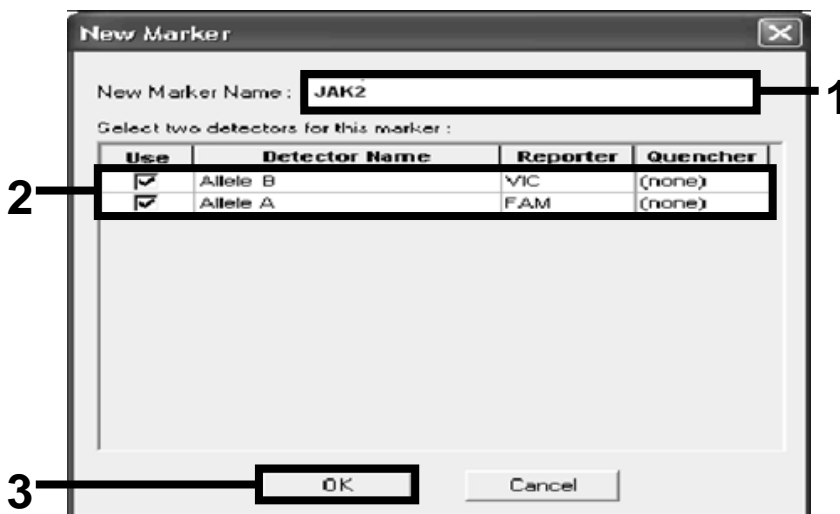 New Marker
New Marker Name : JAK2 1
Select two detectors for this marker :
Use Detector Name Reporter Quencher
2 Allele B VIC (none)
Allele A FAM (none)
3 OK Cancel